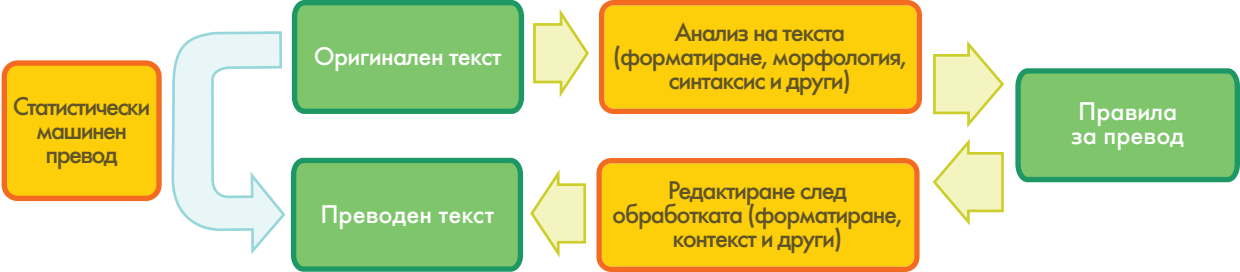 Статистически
машинен
превод
Оригинален текст
Анализ на текста
(форматиране, морфология,
синтаксис и други)
Правила
за превод
Редактиране след
обработката (форматиране,
контекст и други)
Преводен текст